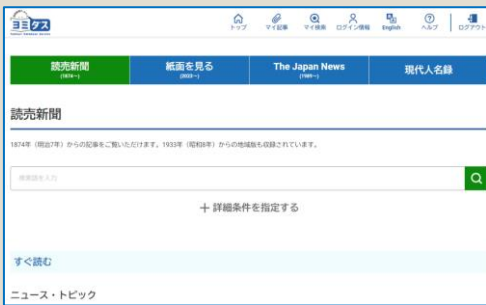 ヨミダス
トップ
マイ記事
マイ検索
ログイン情報
English
ヘルプ
ログアウト
読売新聞
(1874～)
紙面を見る
The Japan News
(1989～)
現代人名録
読売新聞
1874年（明治7年）からの記事をご覧いただけます。1933年（昭和8年）からの地域版も収録されています。
検索語を入力
＋ 詳細条件を指定する
すぐ読む
ニュース・トピック